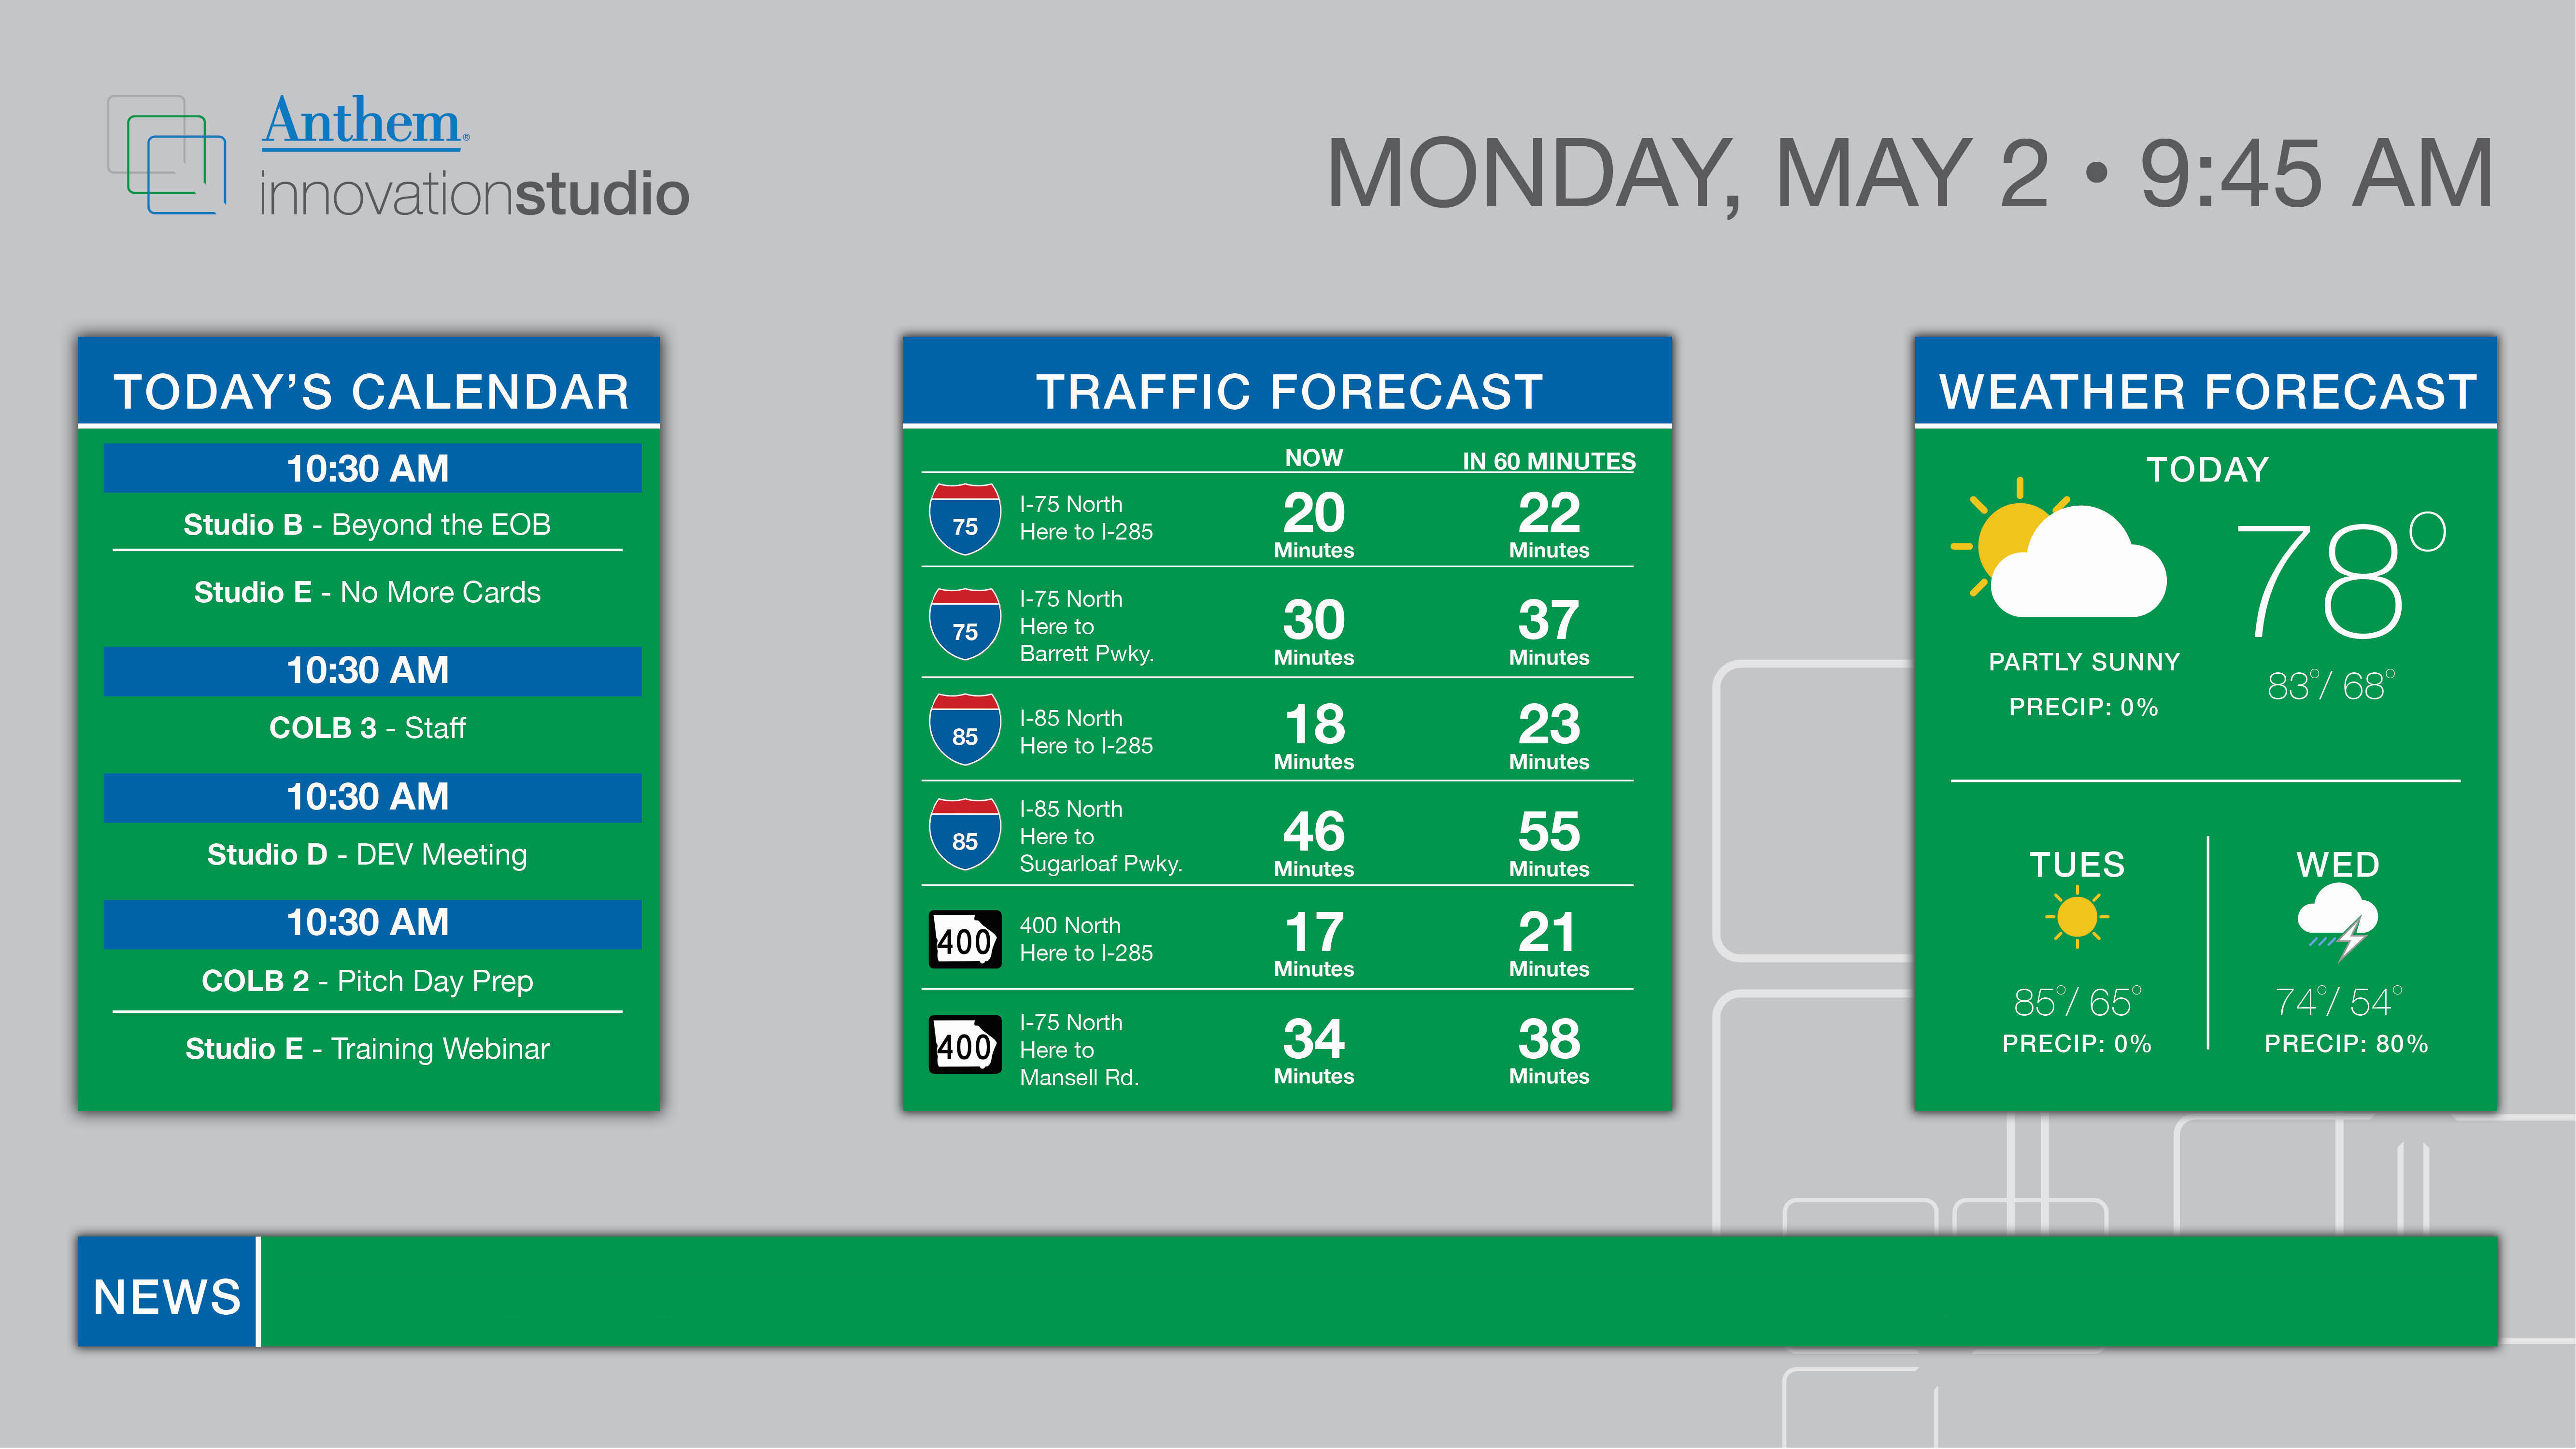 Anthem®
innovationstudio
MONDAY, MAY 2 • 9:45 AM
TODAY’S CALENDAR
10:30 AM
Studio B - Beyond the EOB
Studio E - No More Cards
10:30 AM
COLB 3 - Staff
10:30 AM
Studio D - DEV Meeting
10:30 AM
COLB 2 - Pitch Day Prep
Studio E - Training Webinar
TRAFFIC FORECAST
NOW IN 60 MINUTES
75
I-75 North
Here to I-285
20
Minutes
22
Minutes
75
I-75 North
Here to
Barrett Pwky.
30
Minutes
37
Minutes
85
I-85 North
Here to I-285
18
Minutes
23
Minutes
85
I-85 North
Here to
Sugarloaf Pwky.
46
Minutes
55
Minutes
400
400 North
Here to I-285
17
Minutes
21
Minutes
400
I-75 North
Here to
Mansell Rd.
34
Minutes
38
Minutes
WEATHER FORECAST
TODAY
78°
PARTLY SUNNY
83°/ 68°
PRECIP: 0%
TUES
85°/ 65°
PRECIP: 0%
WED
74°/ 54°
PRECIP: 80%
NEWS